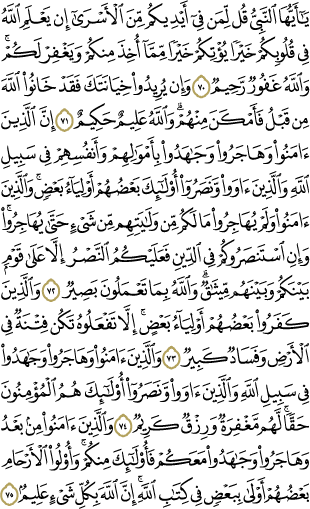 يَٰٓأَيُّهَا ٱلنَّبِيُّ قُل لِّمَن فِيٓ أَيۡدِيكُم مِّنَ ٱلۡأَسۡرَىٰٓ إِن يَعۡلَمِ ٱللَّهُ
فِي قُلُوبِكُمۡ خَيۡرٗا يُؤۡتِكُمۡ خَيۡرٗا مِّمَّآ أُخِذَ مِنكُمۡ وَيَغۡفِرۡ لَكُمۡۚ
وَٱللَّهُ غَفُورٞ رَّحِيمٞ ٧٠ وَإِن يُرِيدُواْ خِيَانَتَكَ فَقَدۡ خَانُواْ ٱللَّهَ
مِن قَبۡلُ فَأَمۡكَنَ مِنۡهُمۡۗ وَٱللَّهُ عَلِيمٌ حَكِيمٌ ٧١ إِنَّ ٱلَّذِينَ
ءَامَنُواْ وَهَاجَرُواْ وَجَٰهَدُواْ بِأَمۡوَٰلِهِمۡ وَأَنفُسِهِمۡ فِي سَبِيلِ
ٱللَّهِ وَٱلَّذِينَ ءَاوَواْ وَّنَصَرُوٓاْ أُوْلَٰٓئِكَ بَعۡضُهُمۡ أَوۡلِيَآءُ بَعۡضٖۚ وَٱلَّذِينَ
ءَامَنُواْ وَلَمۡ يُهَاجِرُواْ مَا لَكُم مِّن وَلَٰيَتِهِم مِّن شَيۡءٍ حَتَّىٰ يُهَاجِرُواْۚ
وَإِنِ ٱسۡتَنصَرُوكُمۡ فِي ٱلدِّينِ فَعَلَيۡكُمُ ٱلنَّصۡرُ إِلَّا عَلَىٰ قَوۡمِۭ
بَيۡنَكُمۡ وَبَيۡنَهُم مِّيثَٰقٞۗ وَٱللَّهُ بِمَا تَعۡمَلُونَ بَصِيرٞ ٧٢ وَٱلَّذِينَ
كَفَرُواْ بَعۡضُهُمۡ أَوۡلِيَآءُ بَعۡضٍۚ إِلَّا تَفۡعَلُوهُ تَكُن فِتۡنَةٞ فِي
ٱلۡأَرۡضِ وَفَسَادٞ كَبِيرٞ ٧٣ وَٱلَّذِينَ ءَامَنُواْ وَهَاجَرُواْ وَجَٰهَدُواْ
فِي سَبِيلِ ٱللَّهِ وَٱلَّذِينَ ءَاوَواْ وَّنَصَرُوٓاْ أُوْلَٰٓئِكَ هُمُ ٱلۡمُؤۡمِنُونَ
حَقّٗاۚ لَّهُم مَّغۡفِرَةٞ وَرِزۡقٞ كَرِيمٞ ٧٤ وَٱلَّذِينَ ءَامَنُواْ مِنۢ بَعۡدُ
وَهَاجَرُواْ وَجَٰهَدُواْ مَعَكُمۡ فَأُوْلَٰٓئِكَ مِنكُمۡۚ وَأُوْلُواْ ٱلۡأَرۡحَامِ
بَعۡضُهُمۡ أَوۡلَىٰ بِبَعۡضٖ فِي كِتَٰبِ ٱللَّهِۚ إِنَّ ٱللَّهَ بِكُلِّ شَيۡءٍ عَلِيمُۢ ٧٥